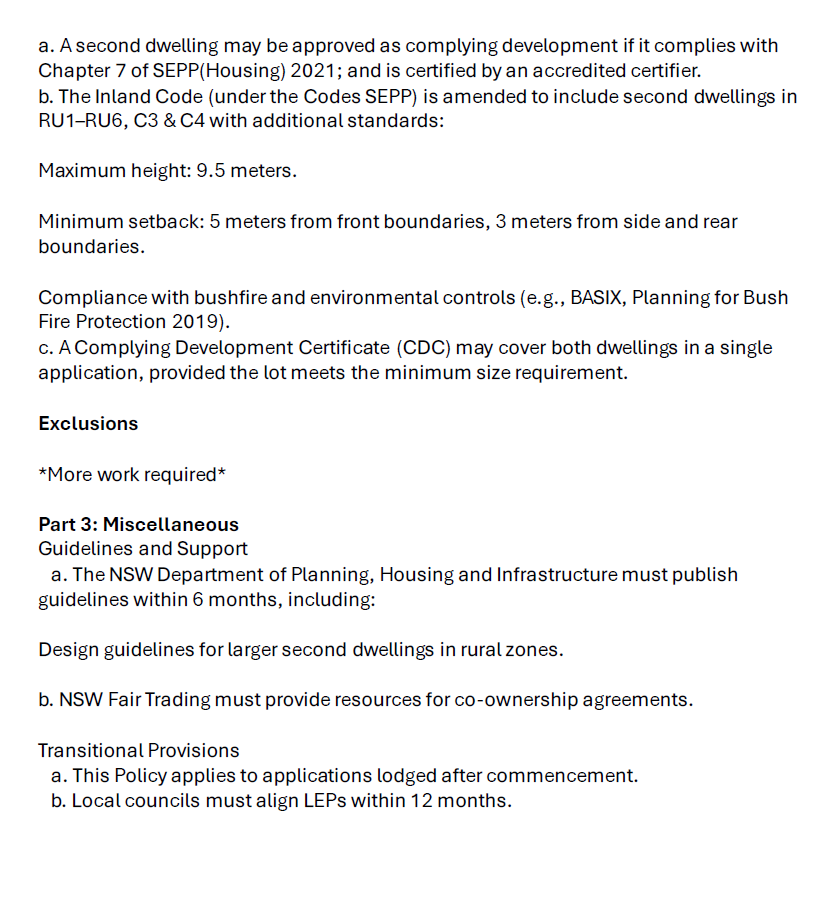 a. A second dwelling may be approved as complying development if it complies with
Chapter 7 of SEPP(Housing) 2021; and is certified by an accredited certifier.
b. The Inland Code (under the Codes SEPP) is amended to include second dwellings in
RU1–RU6, C3 & C4 with additional standards:
Maximum height: 9.5 meters.
Minimum setback: 5 meters from front boundaries, 3 meters from side and rear
boundaries.
Compliance with bushfire and environmental controls (e.g., BASIX, Planning for Bush
Fire Protection 2019).
c. A Complying Development Certificate (CDC) may cover both dwellings in a single
application, provided the lot meets the minimum size requirement.
Exclusions
*More work required*
Part 3: Miscellaneous
Guidelines and Support
a. The NSW Department of Planning, Housing and Infrastructure must publish
guidelines within 6 months, including:
Design guidelines for larger second dwellings in rural zones.
b. NSW Fair Trading must provide resources for co-ownership agreements.
Transitional Provisions
a. This Policy applies to applications lodged after commencement.
b. Local councils must align LEPs within 12 months.